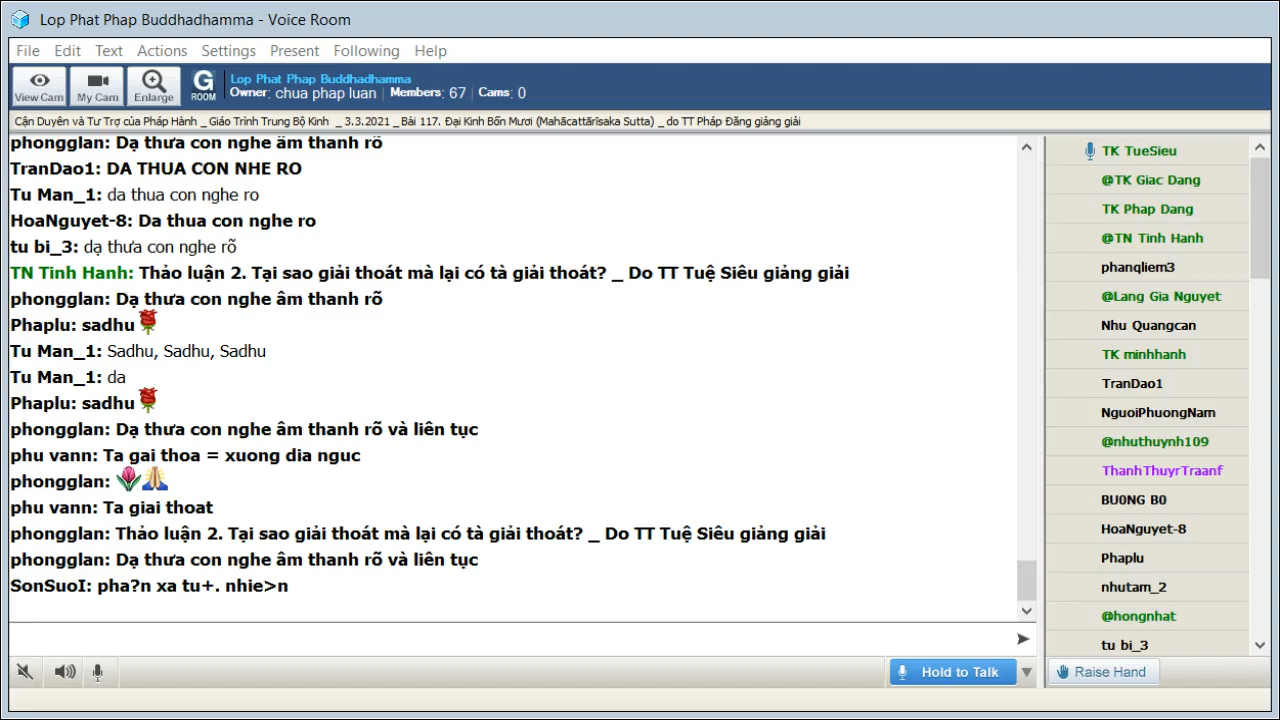 Lop Phat Phap Buddhadhamma - Voice Room
File Edit Text Actions Settings Present Following Help
View Cam My Cam Enlarge G ROOM
Lop Phat Phap Buddhadhamma
Owner: chua phap luan Members: 67 Cams: 0
Cận Duyên và Tư Trợ của Pháp Hành _ Giáo Trình Trung Bộ Kinh _ 3.3.2021 _ Bài 117. Đại Kinh Bốn Mươi (Mahācattārīsaka Sutta) _ do TT Pháp Đăng giảng giải
phongglan: Dạ thưa con nghe âm thanh rõ
TranDao1: DA THUA CON NHE RO
Tu Man_1: da thua con nghe ro
HoaNguyet-8: Da thua con nghe ro
tu bi_3: dạ thưa con nghe rõ
TN Tinh Hanh: Thảo luận 2. Tại sao giải thoát mà lại có tà giải thoát? _ Do TT Tuệ Siêu giảng giải
phongglan: Dạ thưa con nghe âm thanh rõ
Phaplu: sadhu
Tu Man_1: Sadhu, Sadhu, Sadhu
Tu Man_1: da
Phaplu: sadhu
phongglan: Dạ thưa con nghe âm thanh rõ và liên tục
phu vann: Ta gai thoa = xuong dia nguc
phongglan:
phu vann: Ta giai thoat
phongglan: Thảo luận 2. Tại sao giải thoát mà lại có tà giải thoát? _ Do TT Tuệ Siêu giảng giải
phongglan: Dạ thưa con nghe âm thanh rõ và liên tục
SonSuoI: pha?n xa tu+. nhie>n
TK TueSieu
@TK Giac Dang
TK Phap Dang
@TN Tinh Hanh
phanqliem3
@Lang Gia Nguyet
Nhu Quangcan
TK minhhanh
TranDao1
NguoiPhuongNam
@nhuthuynh109
ThanhThuyrTraanf
BU0NG B0
HoaNguyet-8
Phaplu
nhutam_2
@hongnhat
tu bi_3
Hold to Talk
Raise Hand